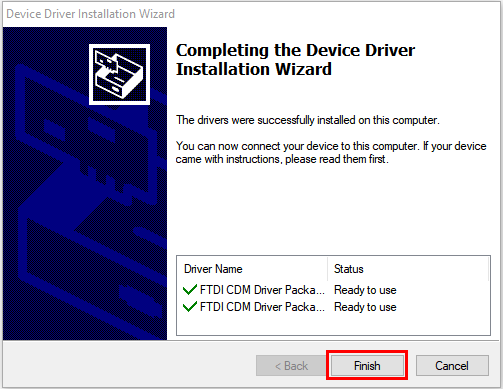 Device Driver Installation Wizard
Completing the Device Driver
Installation Wizard
The drivers were successfully installed on this computer.
You can now connect your device to this computer. If your device
came with instructions, please read them first.
Driver Name Status
FTDI CDM Driver Packa... Ready to use
FTDI CDM Driver Packa... Ready to use
< Back Finish Cancel